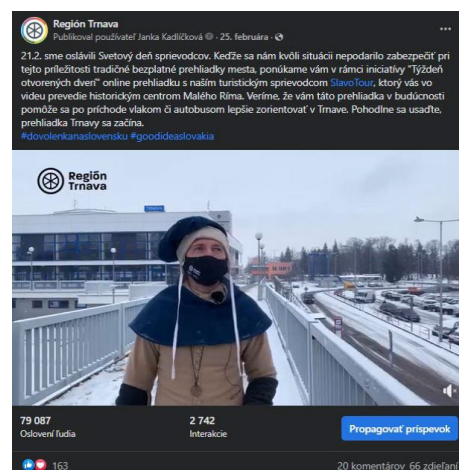 Región Trnava
Publikoval používateľ Janka Kadlíčková · 25. februára ·
21.2. sme oslávili Svetový deň sprievodcov. Keďže sa nám kvôli situácii nepodarilo zabezpečiť pri
tejto príležitosti tradičné bezplatné prehliadky mesta, ponúkame vám v rámci iniciatívy "Týždeň
otvorených dverí" online prehliadku s naším turistickým sprievodcom SlavoTour, ktorý vás vo
videu prevedie historickým centrom Malého Ríma. Veríme, že vám táto prehliadka v budúcnosti
pomôže sa po príchode vlakom či autobusom lepšie zorientovať v Trnave. Pohodlne sa usaďte,
prehliadka Trnavy sa začína.
#dovolenkanaslovensku #goodideaslovakia
Región
Trnava
79 087
Oslovení ľudia
2 742
Interakcie
Propagovať príspevok
163
20 komentárov 66 zdieľaní